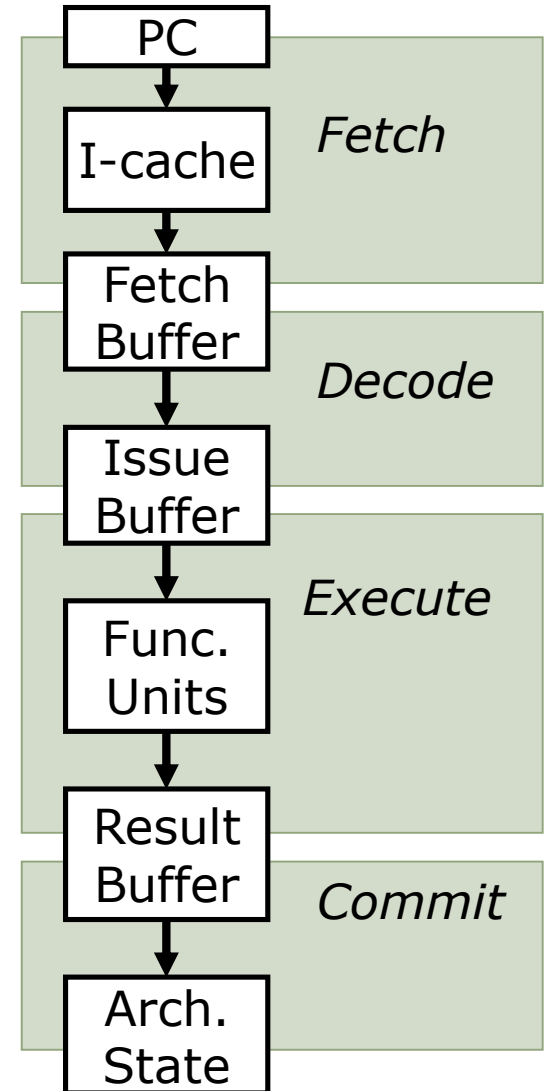 PC
I-cache
Fetch
Fetch
Buffer
Decode
Issue
Buffer
Execute
Func.
Units
Result
Buffer
Commit
Arch.
State